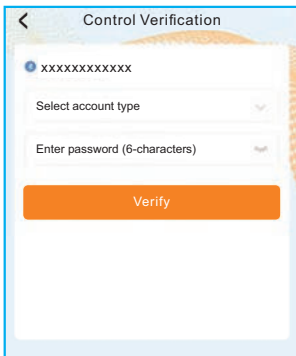 Control Verification
xxxxxxxxxxxx
Select account type
Enter password (6-characters)
Verify